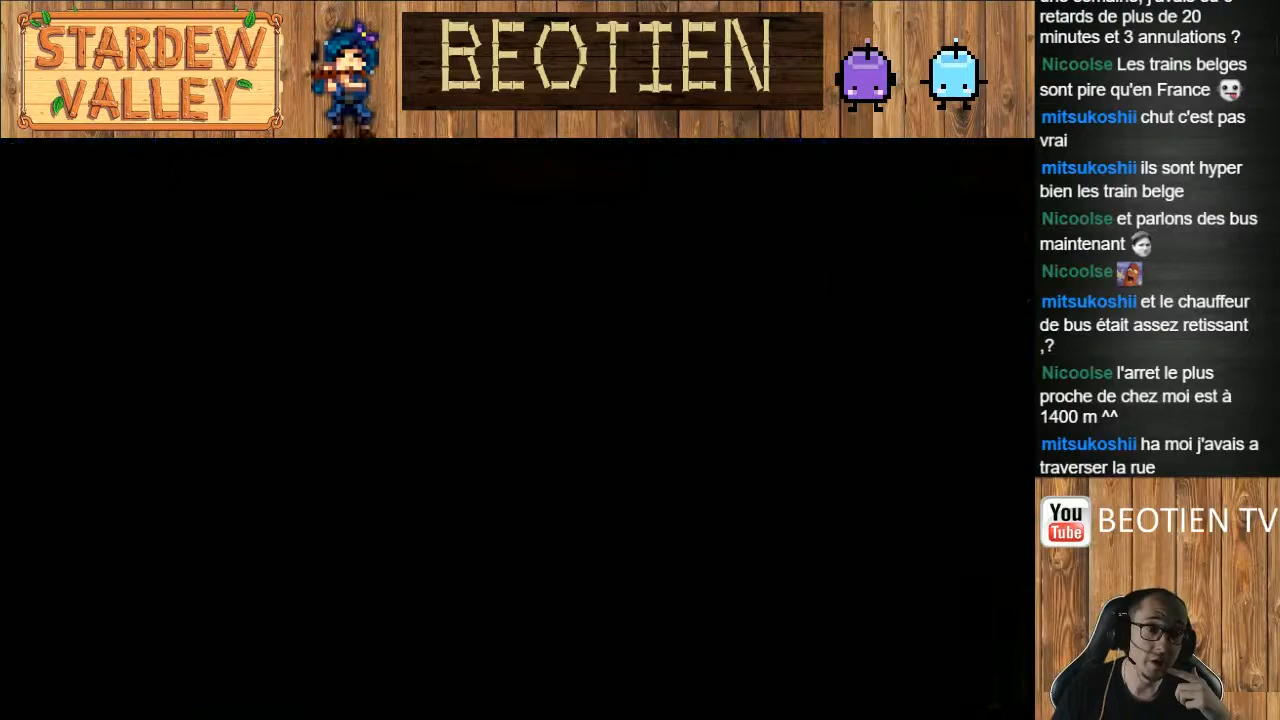 STARDEW
VALLEY
BEOTIEN
retards de plus de 20
minutes et 3 annulations ?
Nicoolse Les trains belges
sont pire qu'en France
mitsukoshii chut c'est pas
vrai
mitsukoshii ils sont hyper
bien les train belge
Nicoolse et parlons des bus
maintenant
Nicoolse
mitsukoshii et le chauffeur
de bus était assez retissant
,?
Nicoolse l'arret le plus
proche de chez moi est à
1400 m ^^
mitsukoshii ha moi j'avais a
traverser la rue
You
Tube
BEOTIEN TV